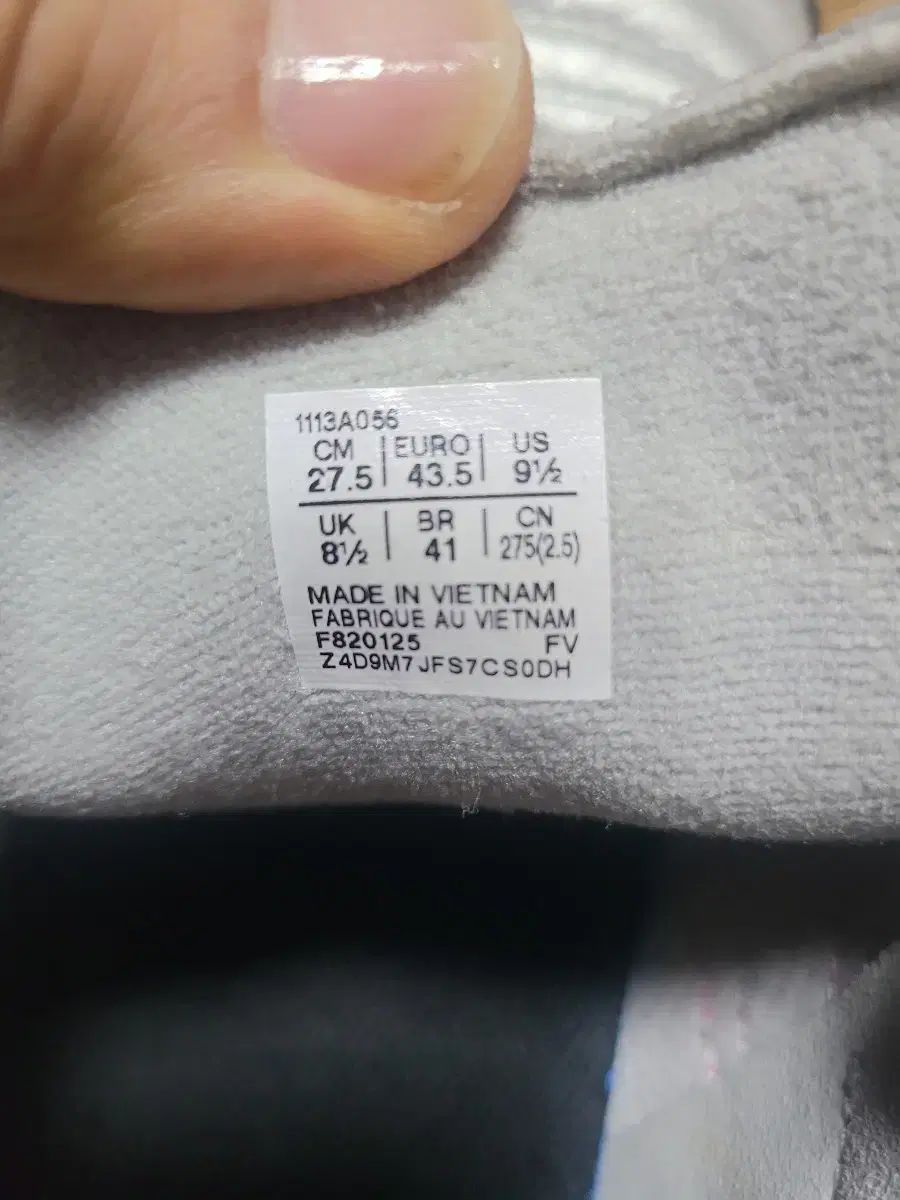 1113A056
CM | EURO | US
27.5 | 43.5 | 9½
UK | BR | CN
8½ | 41 | 275(2.5)
MADE IN VIETNAM
FABRIQUE AU VIETNAM
F820125 FV
Z4D9M7JFS7CS0DH